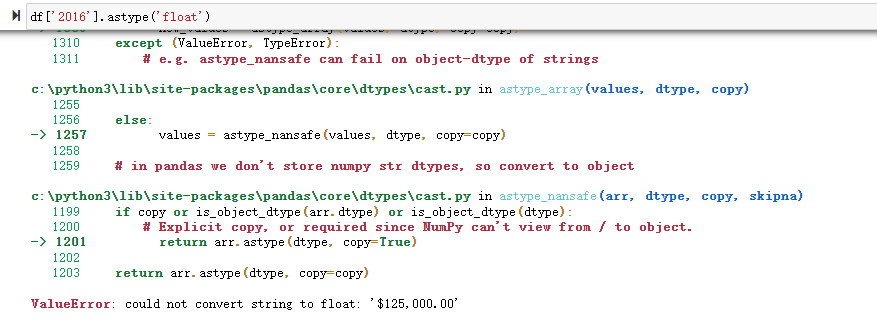 df['2016'].astype('float')
1310 except (ValueError, TypeError):
1311 # e.g. astype_nansafe can fail on object-dtype of strings
c:\python3\lib\site-packages\pandas\core\dtypes\cast.py in astype_array(values, dtype, copy)
1255
1256 else:
-> 1257 values = astype_nansafe(values, dtype, copy=copy)
1258
1259 # in pandas we don't store numpy str dtypes, so convert to object
c:\python3\lib\site-packages\pandas\core\dtypes\cast.py in astype_nansafe(arr, dtype, copy, skipna)
1199 if copy or is_object_dtype(arr.dtype) or is_object_dtype(dtype):
1200 # Explicit copy, or required since NumPy can't view from / to object.
-> 1201 return arr.astype(dtype, copy=True)
1202
1203 return arr.astype(dtype, copy=copy)
ValueError: could not convert string to float: '$125,000.00'